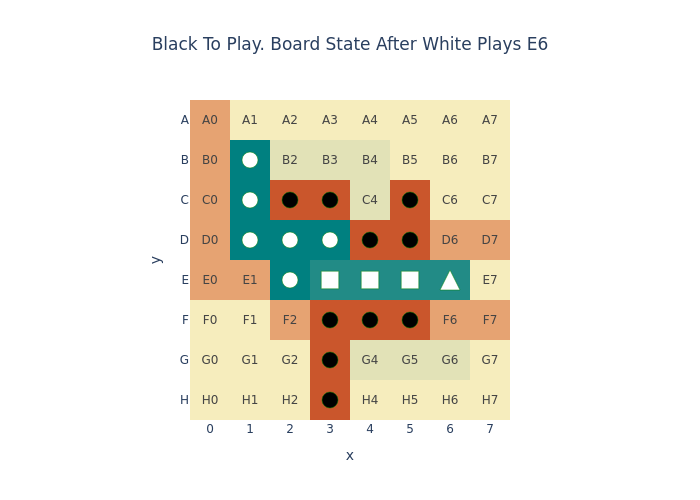 Black To Play. Board State After White Plays E6
A A0 A1 A2 A3 A4 A5 A6 A7
B B0 B2 B3 B4 B5 B6 B7
C C0 C4 C6 C7
D D0 D6 D7
E E0 E1 E7
F F0 F1 F2 F6 F7
G G0 G1 G2 G4 G5 G6 G7
H H0 H1 H2 H4 H5 H6 H7
0 1 2 3 4 5 6 7
x
y